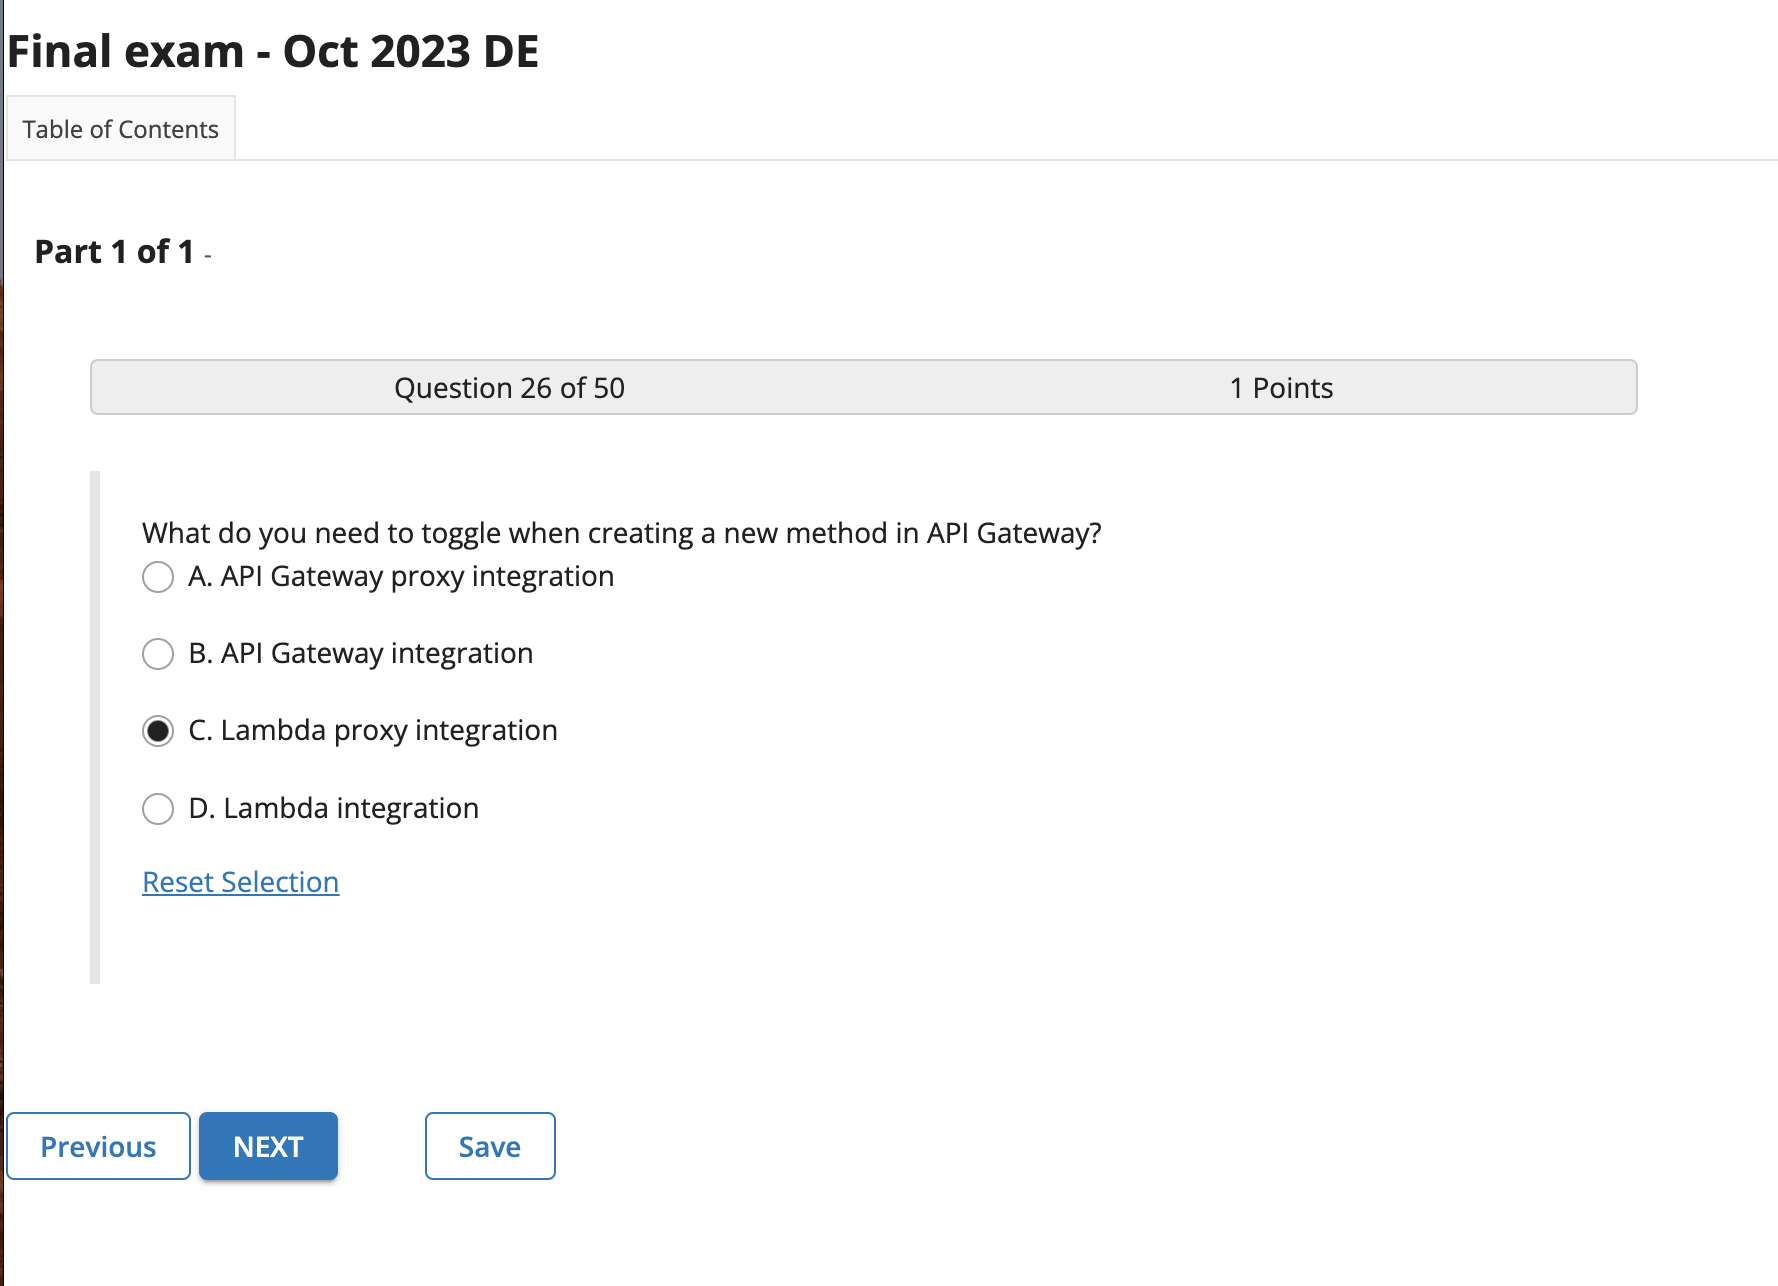 Final exam - Oct 2023 DE
Table of Contents
Part 1 of 1 -
Question 26 of 50 1 Points
What do you need to toggle when creating a new method in API Gateway?
A. API Gateway proxy integration
B. API Gateway integration
C. Lambda proxy integration
D. Lambda integration
Reset Selection
Previous NEXT Save